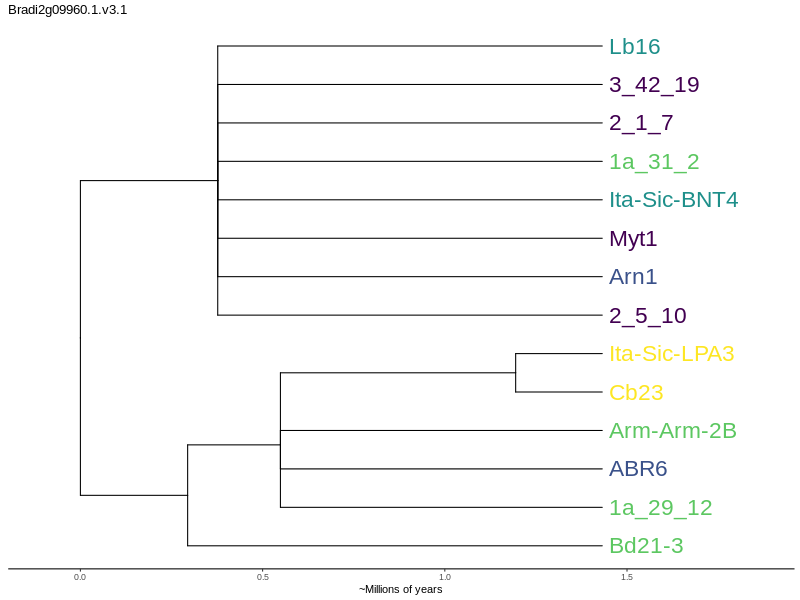 Bradi2g09960.1.v3.1
Lb16
3_42_19
2_1_7
1a_31_2
Ita-Sic-BNT4
Myt1
Arn1
2_5_10
Ita-Sic-LPA3
Cb23
Arm-Arm-2B
ABR6
1a_29_12
Bd21-3
0.0 0.5 1.0 1.5
~Millions of years